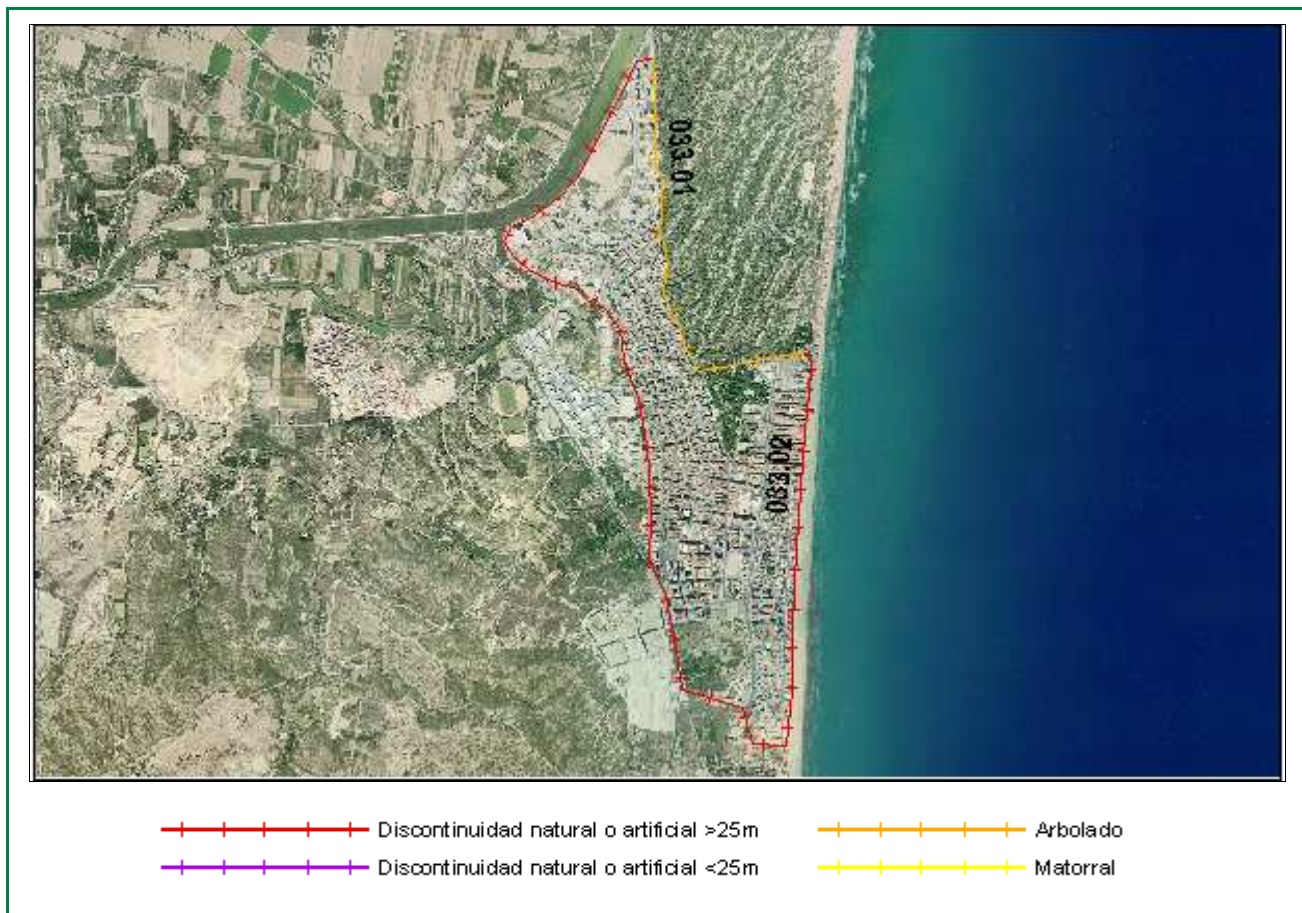 033.01
033.02
Discontinuidad natural o artificial >25m
Arbolado
Discontinuidad natural o artificial <25m
Matorral